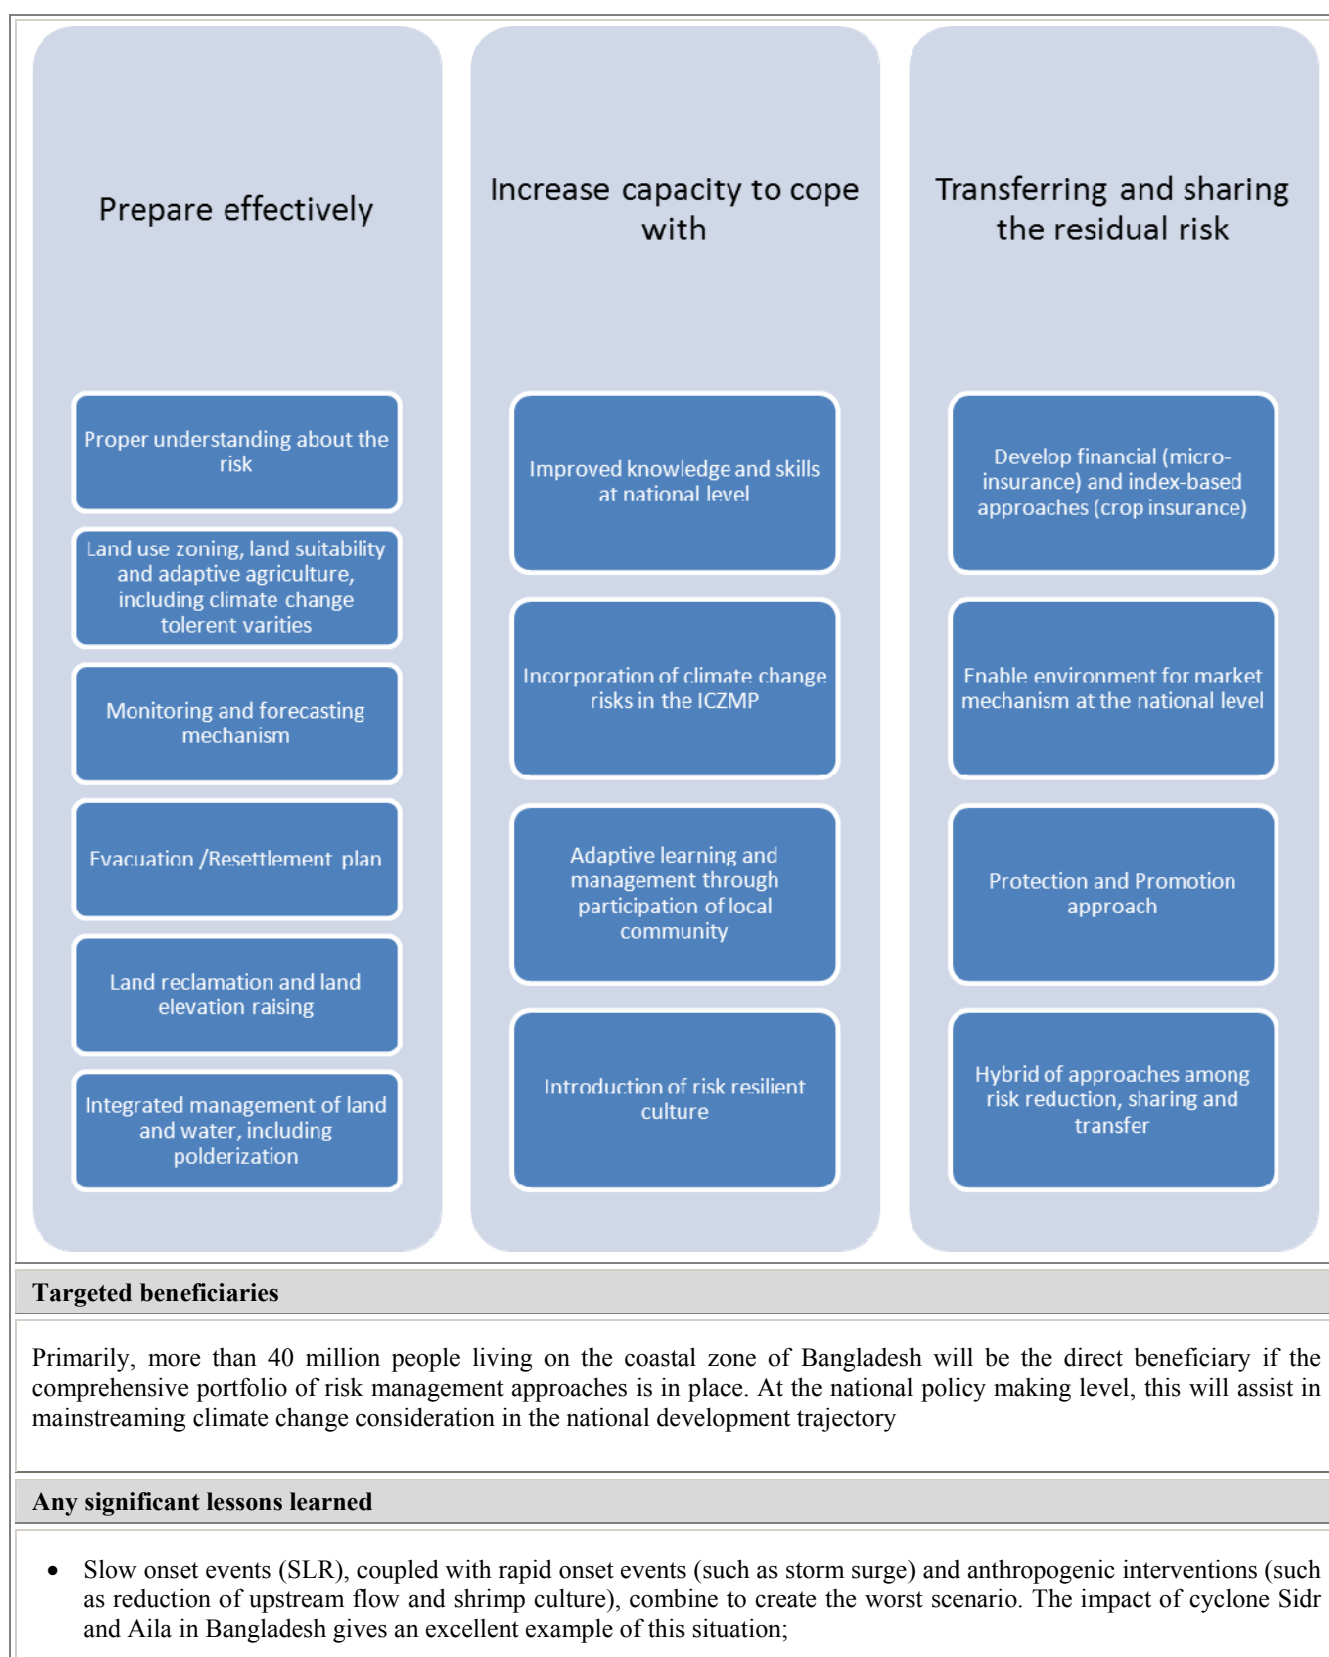 Prepare effectively
Proper understanding about the
risk
Land use zoning, land suitability
and adaptive agriculture,
including climate change
tolerent varities
Monitoring and forecasting
mechanism
Evacuation /Resettlement plan
Land reclamation and land
elevation raising
Integrated management of land
and water, including
polderization
Increase capacity to cope
with
Improved knowledge and skills
at national level
Incorporation of climate change
risks in the ICZMP
Adaptive learning and
management through
participation of local
community
Introduction of risk resilient
culture
Transferring and sharing
the residual risk
Develop financial (micro-
insurance) and index-based
approaches (crop insurance)
Enable environment for market
mechanism at the national level
Protection and Promotion
approach
Hybrid of approaches among
risk reduction, sharing and
transfer
Targeted beneficiaries
Primarily, more than 40 million people living on the coastal zone of Bangladesh will be the direct beneficiary if the
comprehensive portfolio of risk management approaches is in place. At the national policy making level, this will assist in
mainstreaming climate change consideration in the national development trajectory
Any significant lessons learned
• Slow onset events (SLR), coupled with rapid onset events (such as storm surge) and anthropogenic interventions (such
as reduction of upstream flow and shrimp culture), combine to create the worst scenario. The impact of cyclone Sidr
and Aila in Bangladesh gives an excellent example of this situation;